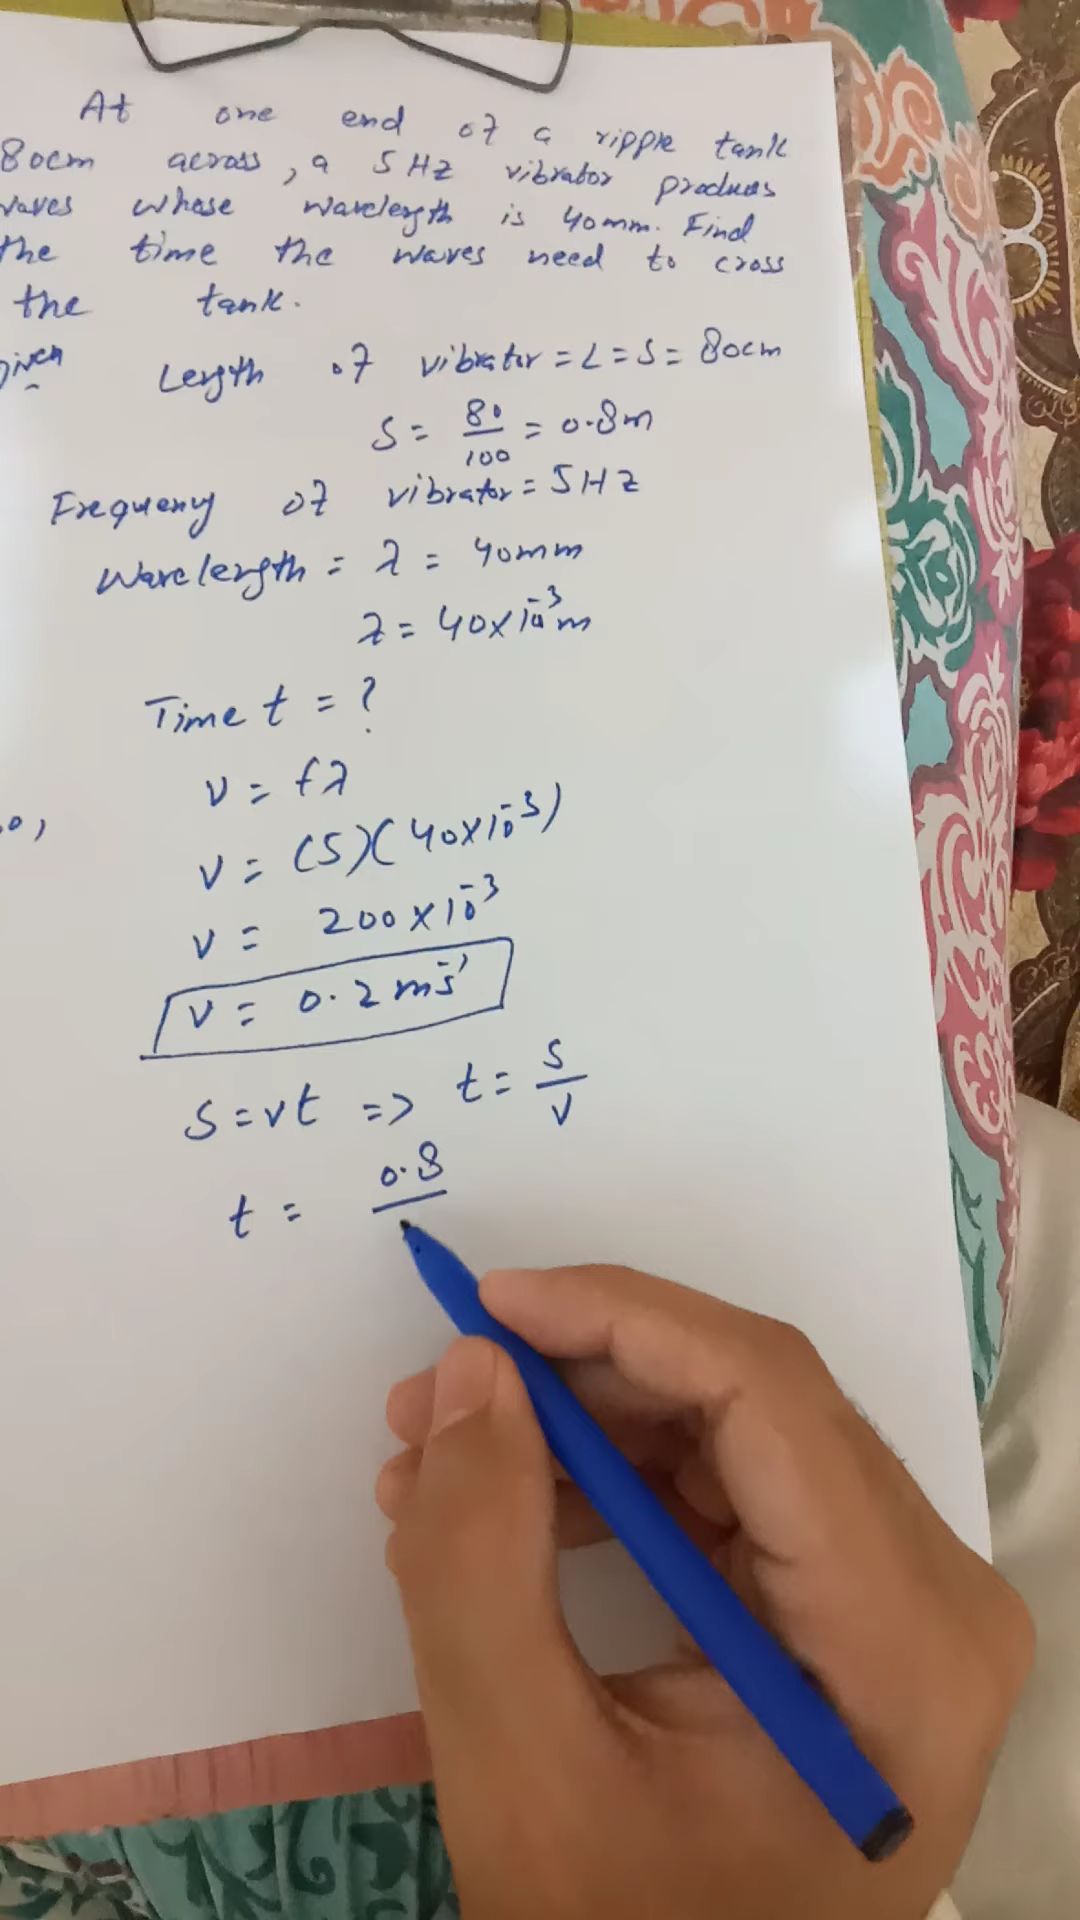 At one end of a ripple tank
80cm across, a 5Hz vibrator produces
waves whose wavelength is 40mm. Find
the time the waves need to cross
the tank.
given Length of vibrator = L = S = 80cm
S = 80/100 = 0.8m
Frequency of vibrator = 5Hz
Wavelength = λ = 40mm
λ = 40×10⁻³m
Time t = ?
v = fλ
v = (5)(40×10⁻³)
v = 200×10⁻³
v = 0.2 ms⁻¹
S = vt => t = S/v
t = 0.8